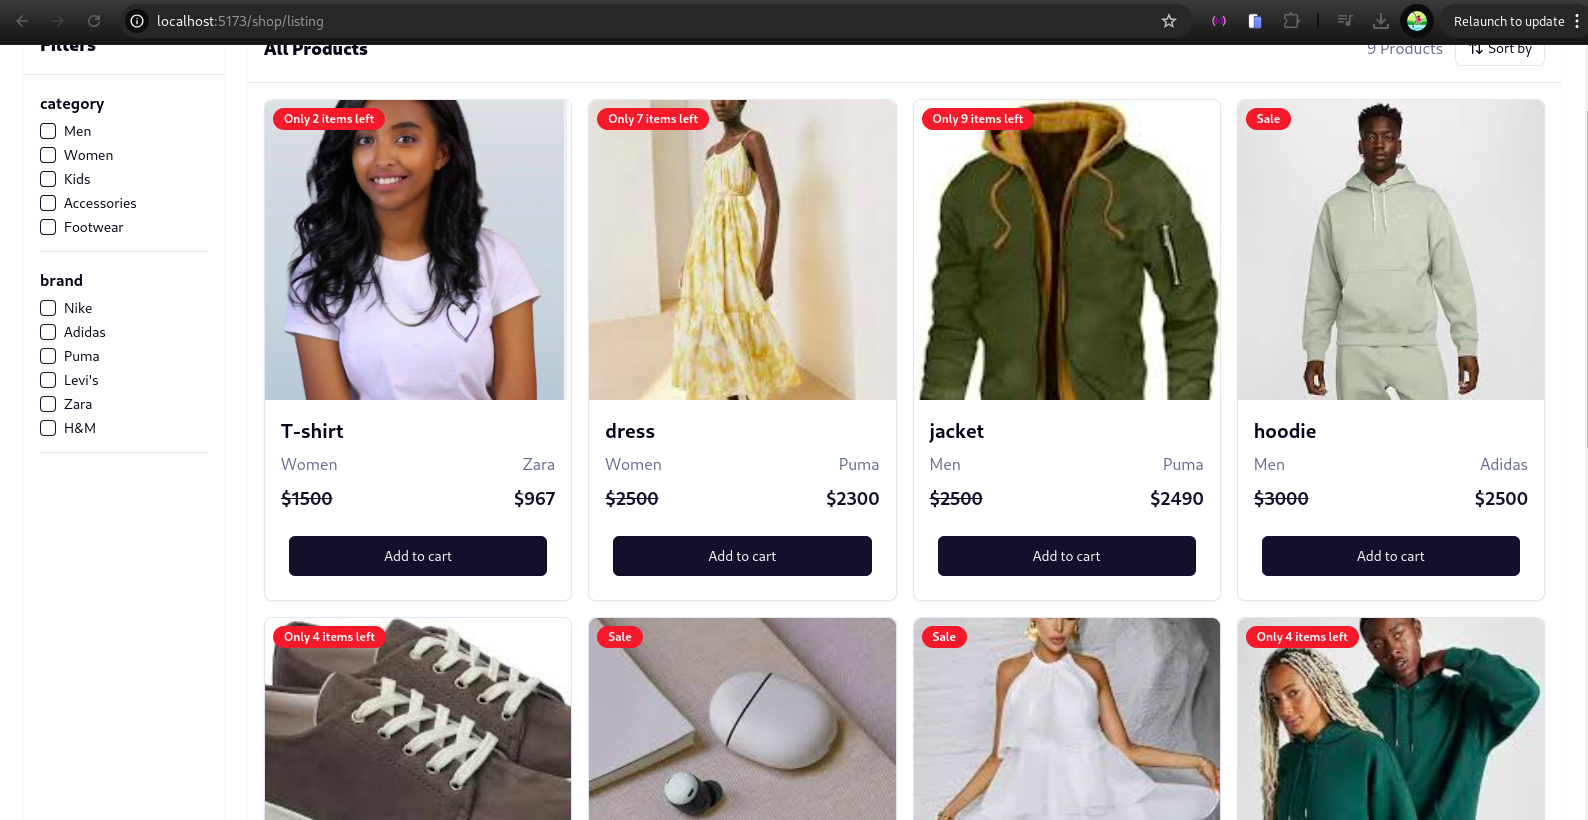 localhost:5173/shop/listing
Relaunch to update
Filters
All Products
9 Products
Sort by
category
Men
Women
Kids
Accessories
Footwear
brand
Nike
Adidas
Puma
Levi's
Zara
H&M
Only 2 items left
T-shirt
Women Zara
$1500 $967
Add to cart
Only 7 items left
dress
Women Puma
$2500 $2300
Add to cart
Only 9 items left
jacket
Men Puma
$2500 $2490
Add to cart
Sale
hoodie
Men Adidas
$3000 $2500
Add to cart
Only 4 items left
Sale
Sale
Only 4 items left